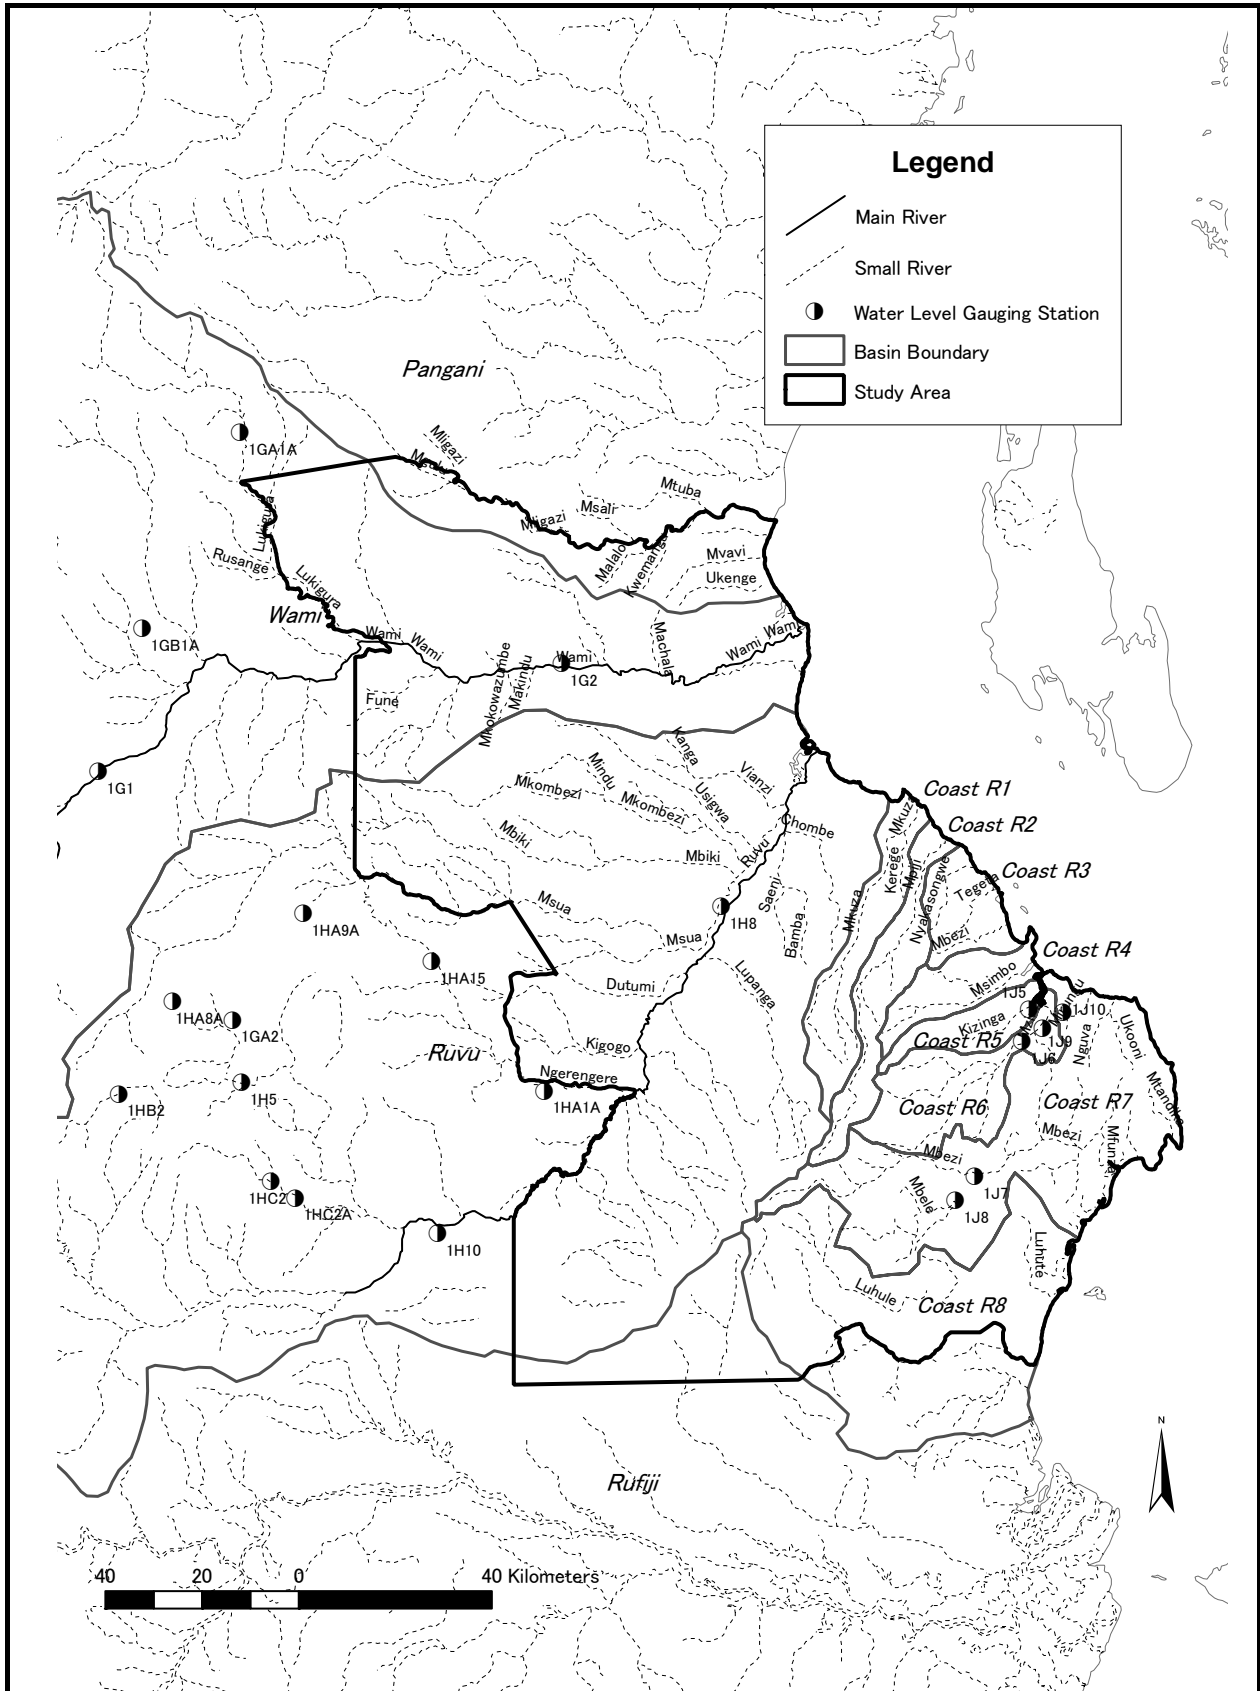 Legend
Main River
Small River
Water Level Gauging Station
Basin Boundary
Study Area
Pangani
1GA1A
Mligazi
Mtuba
Msali
Mligazi
Lukigura
Malalo
Kwemango
Mvavi
Rusange
Ukenge
Lukigura
Wami
1GB1A
Wami
Wami
Machala
Wami
Wami
Wami
1G2
Mkokowazumbe
Makindu
Fune
Kanga
1G1
Mindu
Vianzi
Mkombezi
Usigwa
Coast R1
Mkombezi
Mkuza
Coast R2
Mbiki
Chombe
Mbiki
Ruvu
Kerege
Mpiji
Coast R3
Nyakasongwe
Tegeta
Saeni
Msua
Mkuza
1HA9A
1H8
Bamba
Mbezi
Msua
Coast R4
1HA15
Lupanga
Msimbo
Dutumi
1J5
1HA8A
1GA2
Kizinga
1J10
Ukooni
Nguva
Ruvu
Kigogo
Coast R5
1J9
1J6
Ngerengere
1H5
1HB2
1HA1A
Coast R6
Coast R7
Mbezi
Mfunza
Mbezi
1HC2
1HC2A
Mbele
1J7
1J8
1H10
Luhute
Luhule
Coast R8
N
Rufiji
40 20 0 40 Kilometers